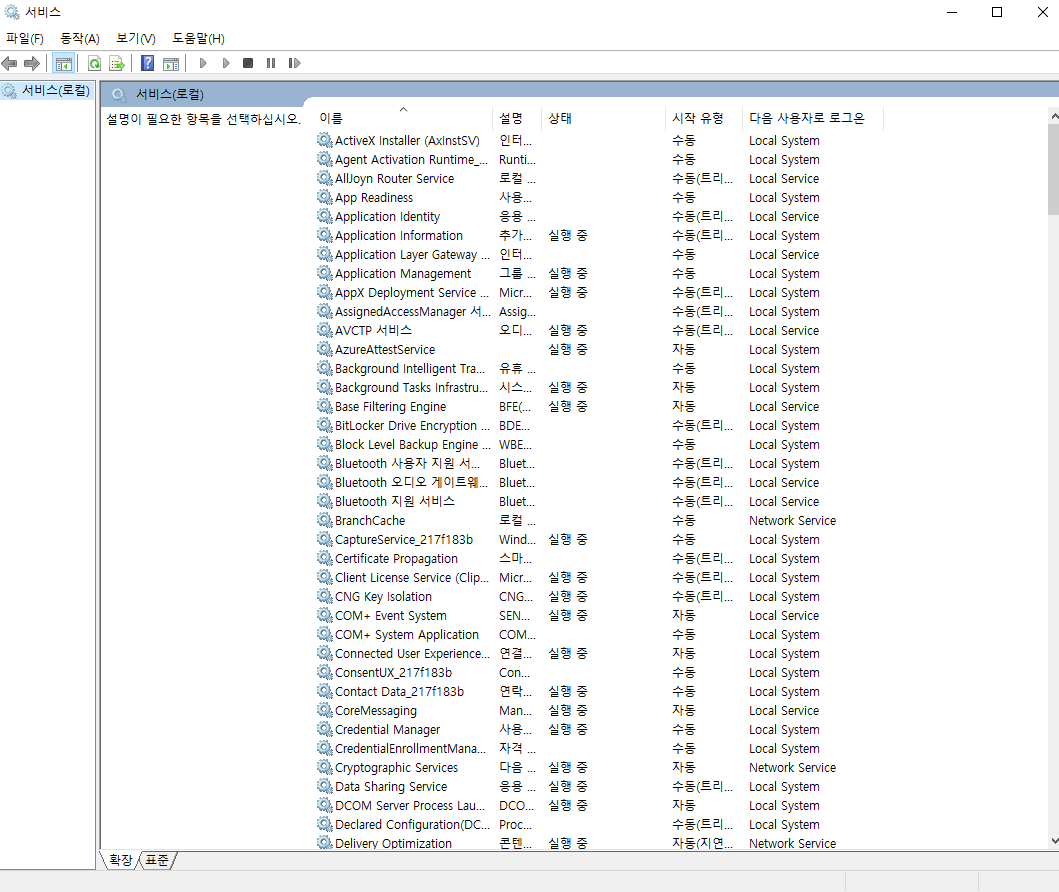 서비스
파일(F) 동작(A) 보기(V) 도움말(H)
서비스(로컬)
서비스(로컬)
설명이 필요한 항목을 선택하십시오.
이름 설명 상태 시작 유형 다음 사용자로 로그온
ActiveX Installer (AxInstSV) 인터... 수동 Local System
Agent Activation Runtime_... Runti... 수동 Local System
AllJoyn Router Service 로컬 ... 수동(트리... Local Service
App Readiness 사용... 수동 Local System
Application Identity 응용 ... 수동(트리... Local Service
Application Information 추가... 실행 중 수동(트리... Local System
Application Layer Gateway ... 인터... 수동 Local Service
Application Management 그룹 ... 실행 중 수동 Local System
AppX Deployment Service ... Micr... 실행 중 수동(트리... Local System
AssignedAccessManager 서... Assig... 수동(트리... Local System
AVCTP 서비스 오디... 실행 중 수동(트리... Local Service
AzureAttestService 실행 중 자동 Local System
Background Intelligent Tra... 유휴 ... 수동 Local System
Background Tasks Infrastru... 시스... 실행 중 자동 Local System
Base Filtering Engine BFE(... 실행 중 자동 Local Service
BitLocker Drive Encryption ... BDE... 수동(트리... Local System
Block Level Backup Engine ... WBE... 수동 Local System
Bluetooth 사용자 지원 서... Bluet... 수동(트리... Local System
Bluetooth 오디오 게이트웨... Bluet... 수동(트리... Local Service
Bluetooth 지원 서비스 Bluet... 수동(트리... Local Service
BranchCache 로컬 ... 수동 Network Service
CaptureService_217f183b Wind... 실행 중 수동 Local System
Certificate Propagation 스마... 수동(트리... Local System
Client License Service (Clip... Micr... 실행 중 수동(트리... Local System
CNG Key Isolation CNG... 실행 중 수동(트리... Local System
COM+ Event System SEN... 실행 중 자동 Local Service
COM+ System Application COM... 수동 Local System
Connected User Experience... 연결... 실행 중 자동 Local System
ConsentUX_217f183b Con... 수동 Local System
Contact Data_217f183b 연락... 실행 중 수동 Local System
CoreMessaging Man... 실행 중 자동 Local Service
Credential Manager 사용... 실행 중 수동 Local System
CredentialEnrollmentMana... 자격 ... 수동 Local System
Cryptographic Services 다음 ... 실행 중 자동 Network Service
Data Sharing Service 응용 ... 실행 중 수동(트리... Local System
DCOM Server Process Lau... DCO... 실행 중 자동 Local System
Declared Configuration(DC... Proc... 수동(트리... Local System
Delivery Optimization 콘텐... 실행 중 자동(지연... Network Service
확장 표준